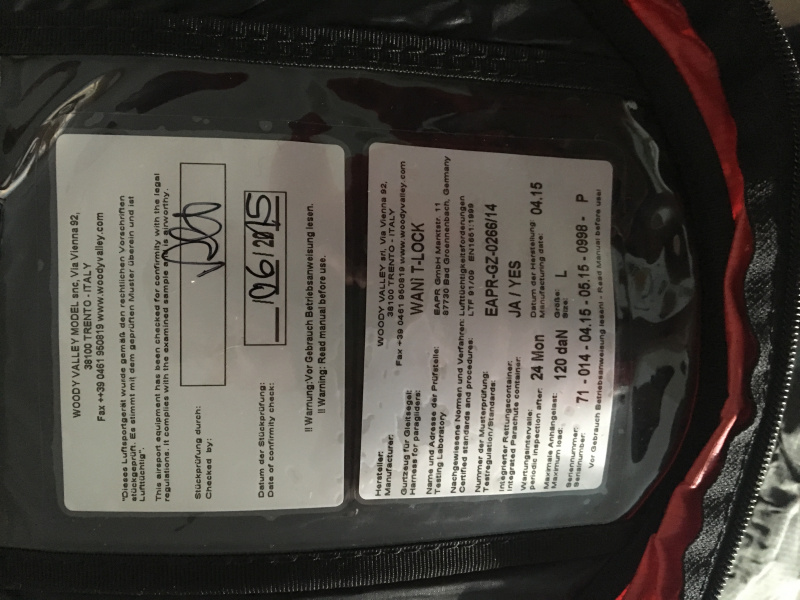 WOODY VALLEY MODEL snc, Via Vienna 92,
38100 TRENTO - ITALY
Fax ++39 0461 950819 www.woodyvalley.com
"Dieses Luftsportgerät wurde gemäß den rechtlichen Vorschriften
stückgeprüft. Es stimmt mit dem geprüften Muster überein und ist
Lufttüchtig".
This airsport equipment has been checked for confirmity with the legal
regulations. It complies with the examined sample and is airworthy.
Stückprüfung durch:
Checked by:
Datum der Stückprüfung:
Date of confirmity check:
!! Warnung:Vor Gebrauch Betriebsanweisung lesen.
!! Warning: Read manual before use.
Hersteller: WOODY VALLEY srl, Via Vienna 92,
Manufacturer: 38100 TRENTO - ITALY
Fax +39 0461 950819 www.woodyvalley.com
Gurtzeug für Gleitsegel: WANI T-LOCK
Harness for paragliders:
Name und Adresse der Prüfstelle: EAPR GmbH Marktstr. 11
Testing Laboratory 87730 Bad Groennenbach, Germany
Nachgewiesene Normen und Verfahren: Luftüchtigkeitsforderungen
Certified standards and procedures: LTF 91/09 EN1651:1999
Nummer der Musterprüfung: EAPR-GZ-0266/14
Testregulation/Standards:
Integrierter Rettungscontainer: JA / YES
Integrated Parachute container:
Wartungsintervalle: 24 Mon Datum der Herstellung: 04.15
periodic inspection after: Manufacturing date:
Maximale Anhängelast: 120 daN Größe: L
Maximum load: Size:
Seriennummer: 71 - 014 - 04.15 - 05.15 - 0998 - P
Serialnumber:
Vor Gebrauch Betriebsanweisung lesen! - Read Manual before use!